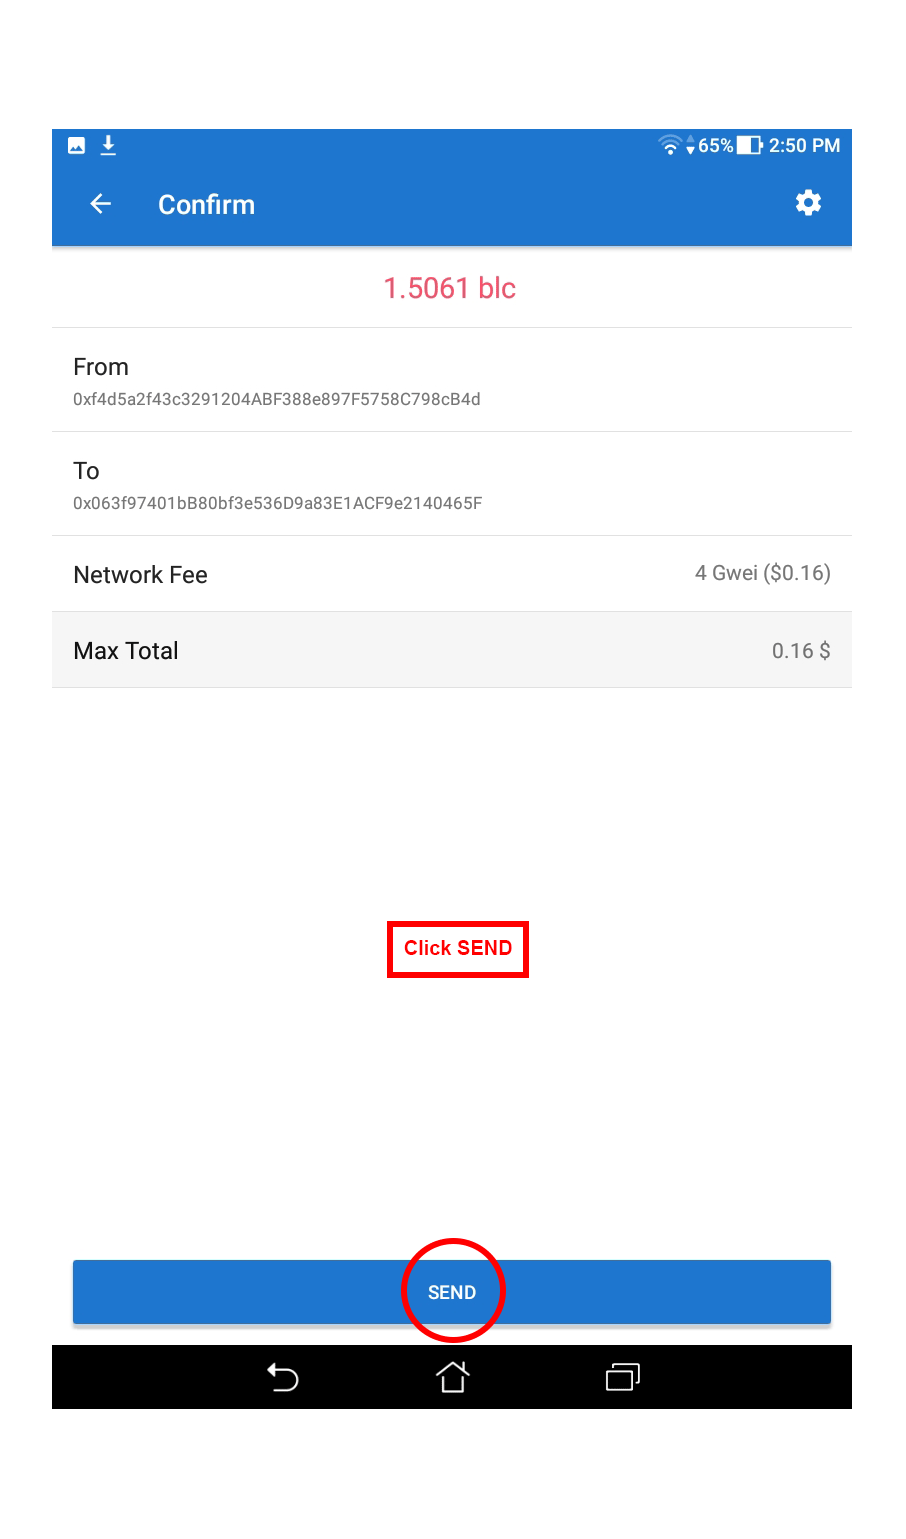 65% 2:50 PM
Confirm
1.5061 blc
From
0xf4d5a2f43c3291204ABF388e897F5758C798cB4d
To
0x063f97401bB80bf3e536D9a83E1ACF9e2140465F
Network Fee 4 Gwei ($0.16)
Max Total 0.16 $
Click SEND
SEND